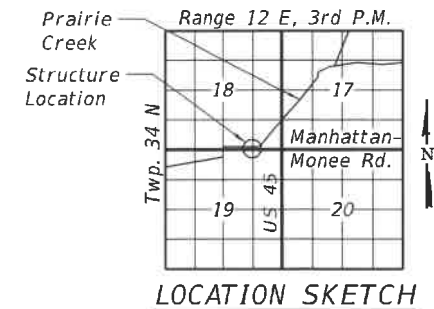 Range 12 E, 3rd P.M.
Prairie
Creek
Structure
Location
Twp. 34 N
18
17
Manhattan-
Monee Rd.
19
US 45
20
N
LOCATION SKETCH